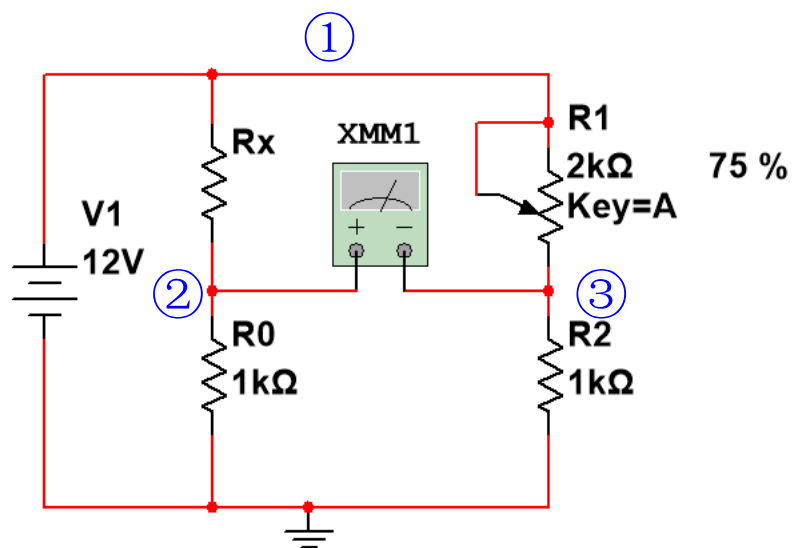 ①
R1
XMM1
Rx
2kΩ 75 %
Key=A
V1
12V
+ −
②
③
R0
R2
1kΩ
1kΩ